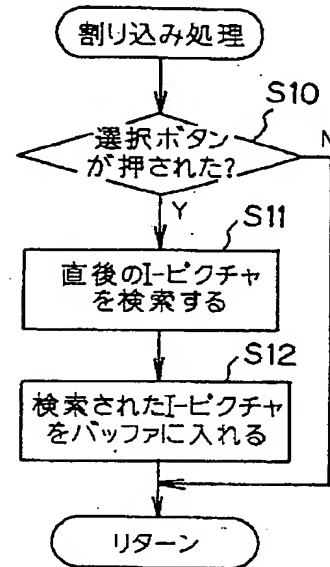 割り込み処理
S10
選択ボタン
が押された?
N
Y
S11
直後のI-ピクチャ
を検索する
S12
検索されたI-ピクチャ
をバッファに入れる
リターン